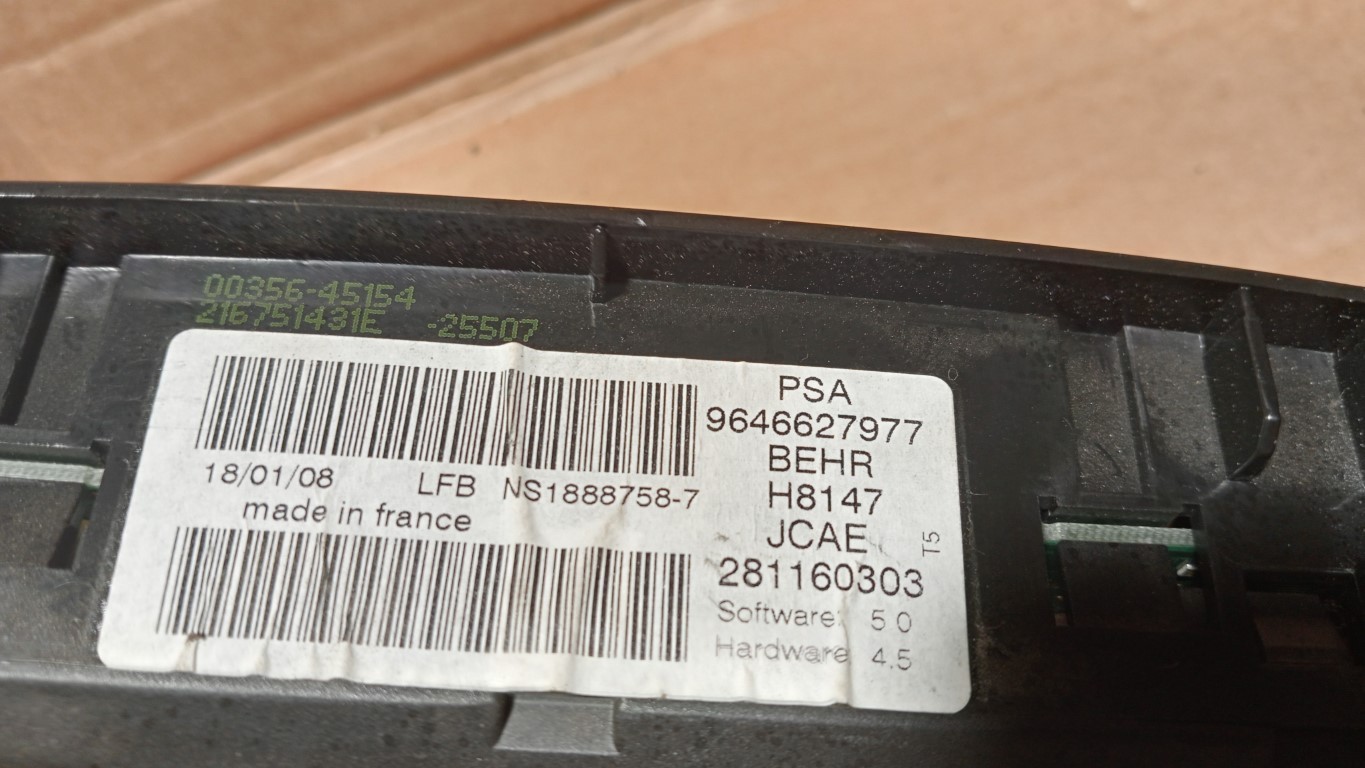 00356-45154
216751431E -25507
PSA
9646627977
BEHR
18/01/08 LFB NS1888758-7
H8147
made in france
JCAE
T5
281160303
Software: 5.0
Hardware 4.5